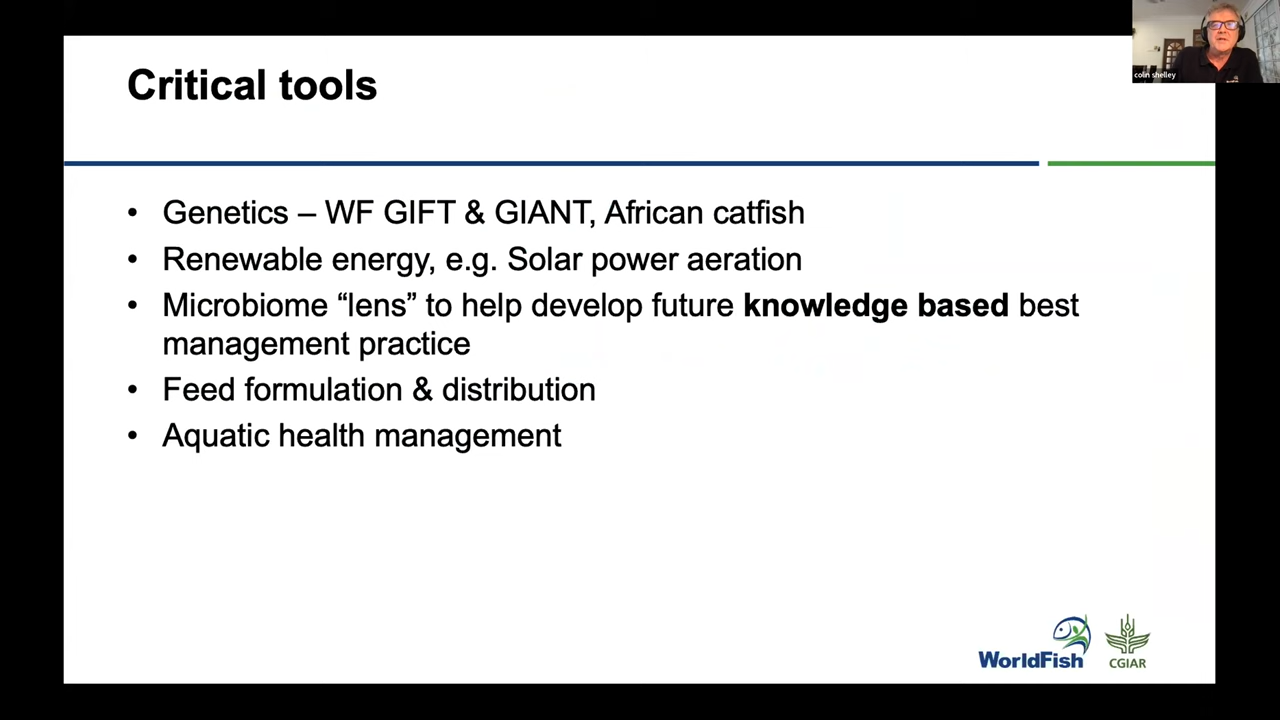 colin shelley
Critical tools
• Genetics – WF GIFT & GIANT, African catfish
• Renewable energy, e.g. Solar power aeration
• Microbiome “lens” to help develop future knowledge based best
management practice
• Feed formulation & distribution
• Aquatic health management
WorldFish
CGIAR